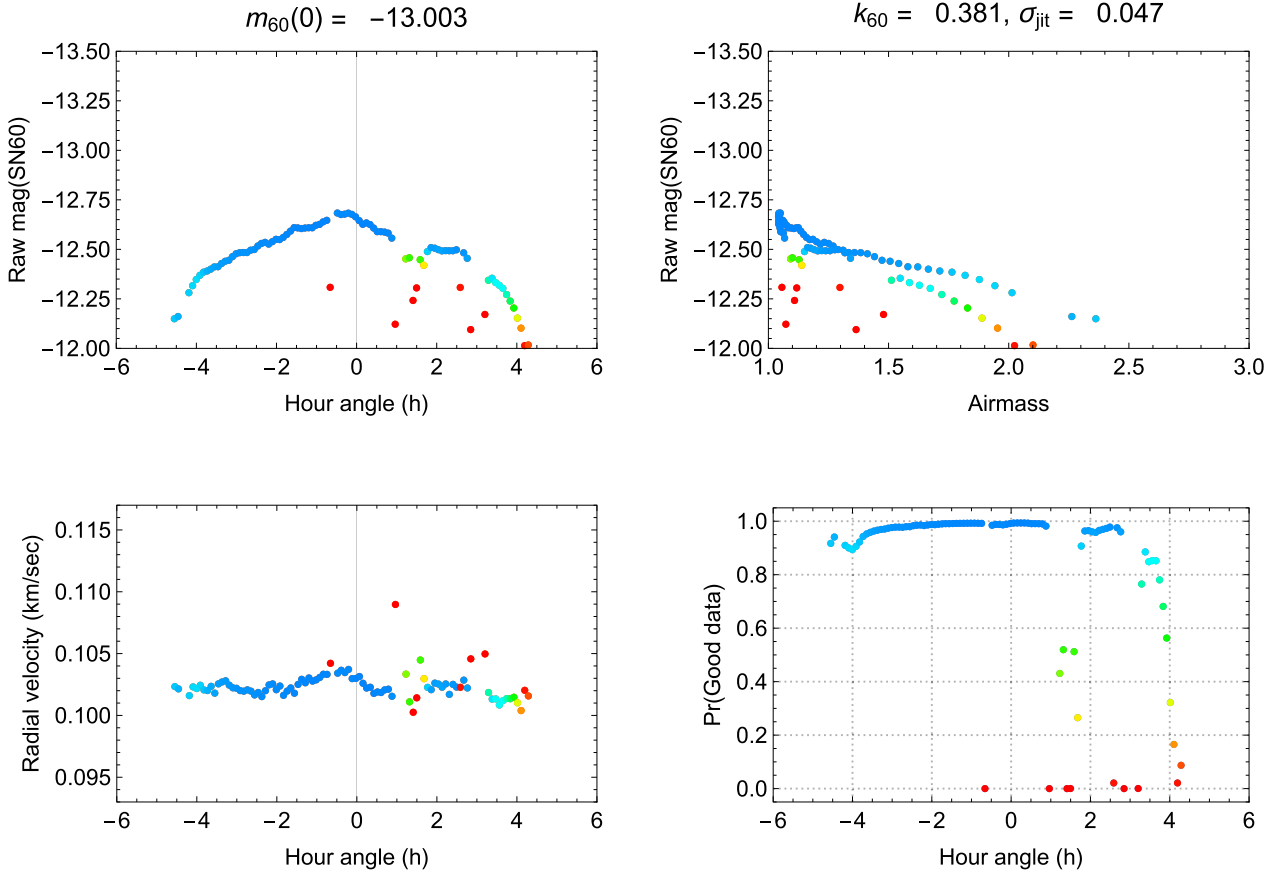 m60(0) = −13.003
k60 = 0.381, σjit = 0.047
−13.50
−13.25
−13.00
−12.75
−12.50
−12.25
−12.00
Raw mag(SN60)
−6 −4 −2 0 2 4 6
Hour angle (h)
−13.50
−13.25
−13.00
−12.75
−12.50
−12.25
−12.00
Raw mag(SN60)
1.0 1.5 2.0 2.5 3.0
Airmass
0.115
0.110
0.105
0.100
0.095
Radial velocity (km/sec)
−6 −4 −2 0 2 4 6
Hour angle (h)
1.0
0.8
0.6
0.4
0.2
0.0
Pr(Good data)
−6 −4 −2 0 2 4 6
Hour angle (h)